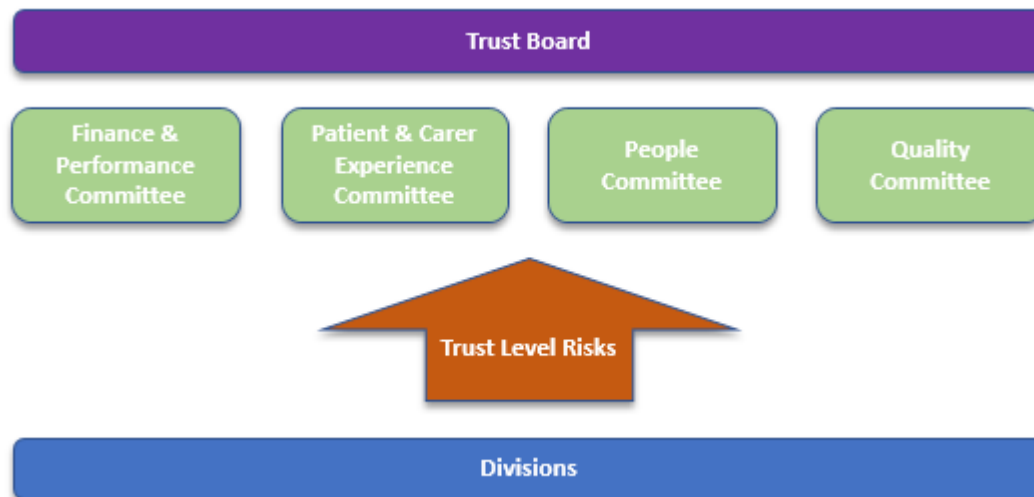 Trust Board
Finance &
Performance
Committee
Patient & Carer
Experience
Committee
People
Committee
Quality
Committee
Trust Level Risks
Divisions